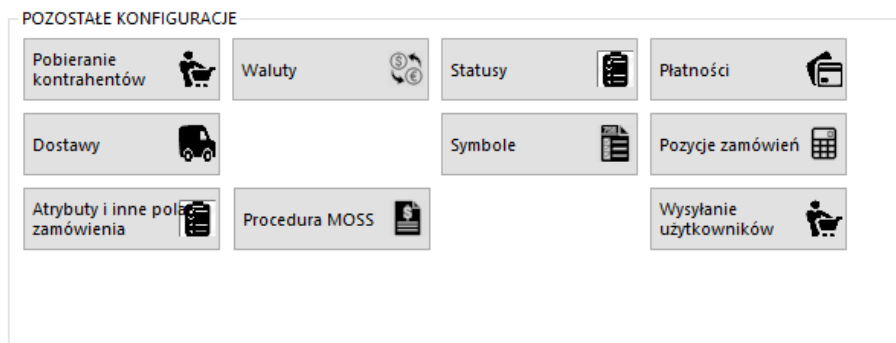 POZOSTAŁE KONFIGURACJE
Pobieranie
kontrahentów
Waluty
Statusy
Płatności
Dostawy
Symbole
Pozycje zamówień
Atrybuty i inne pola
zamówienia
Procedura MOSS
Wysyłanie
użytkowników